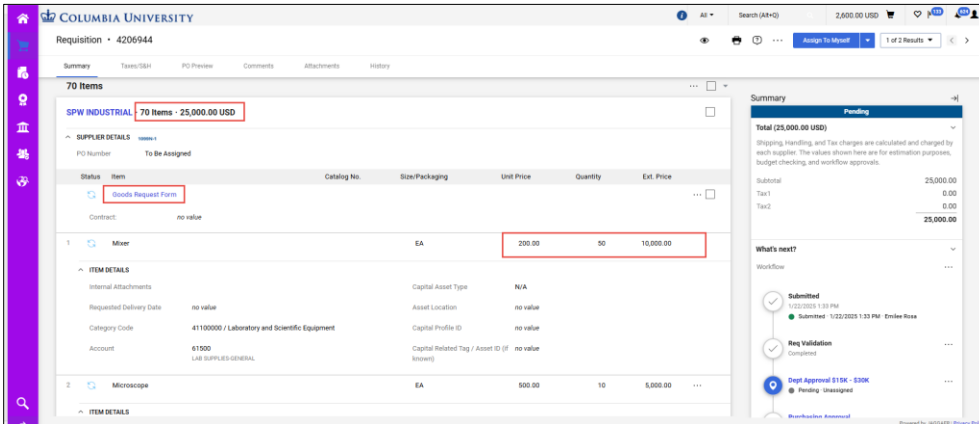 COLUMBIA UNIVERSITY
All
Search (Alt+Q)
2,600.00 USD
Requisition • 4206944
Assign To Myself
1 of 2 Results
Summary
Taxes/S&H
PO Preview
Comments
Attachments
History
70 Items
SPW INDUSTRIAL · 70 Items · 25,000.00 USD
SUPPLIER DETAILS
PO Number
To Be Assigned
Status
Item
Catalog No.
Size/Packaging
Unit Price
Quantity
Ext. Price
Goods Request Form
Contract:
no value
1
Mixer
EA
200.00
50
10,000.00
ITEM DETAILS
Internal Attachments
Capital Asset Type
N/A
Requested Delivery Date
no value
Asset Location
no value
Category Code
41100000 / Laboratory and Scientific Equipment
Capital Profile ID
no value
Account
61500
LAB SUPPLIES-GENERAL
Capital Related Tag / Asset ID (if
known)
no value
2
Microscope
EA
500.00
10
5,000.00
ITEM DETAILS
Summary
Pending
Total (25,000.00 USD)
Shipping, Handling, and Tax charges are calculated and charged by
each supplier. The values shown here are for estimation purposes,
budget checking, and workflow approvals.
Subtotal
25,000.00
Tax1
0.00
Tax2
0.00
25,000.00
What's next?
Workflow
Submitted
1/22/2025 1:33 PM
Submitted · 1/22/2025 1:33 PM · Emilee Rosa
Req Validation
Completed
Dept Approval $15K - $30K
Pending · Unassigned
Purchasing Approval